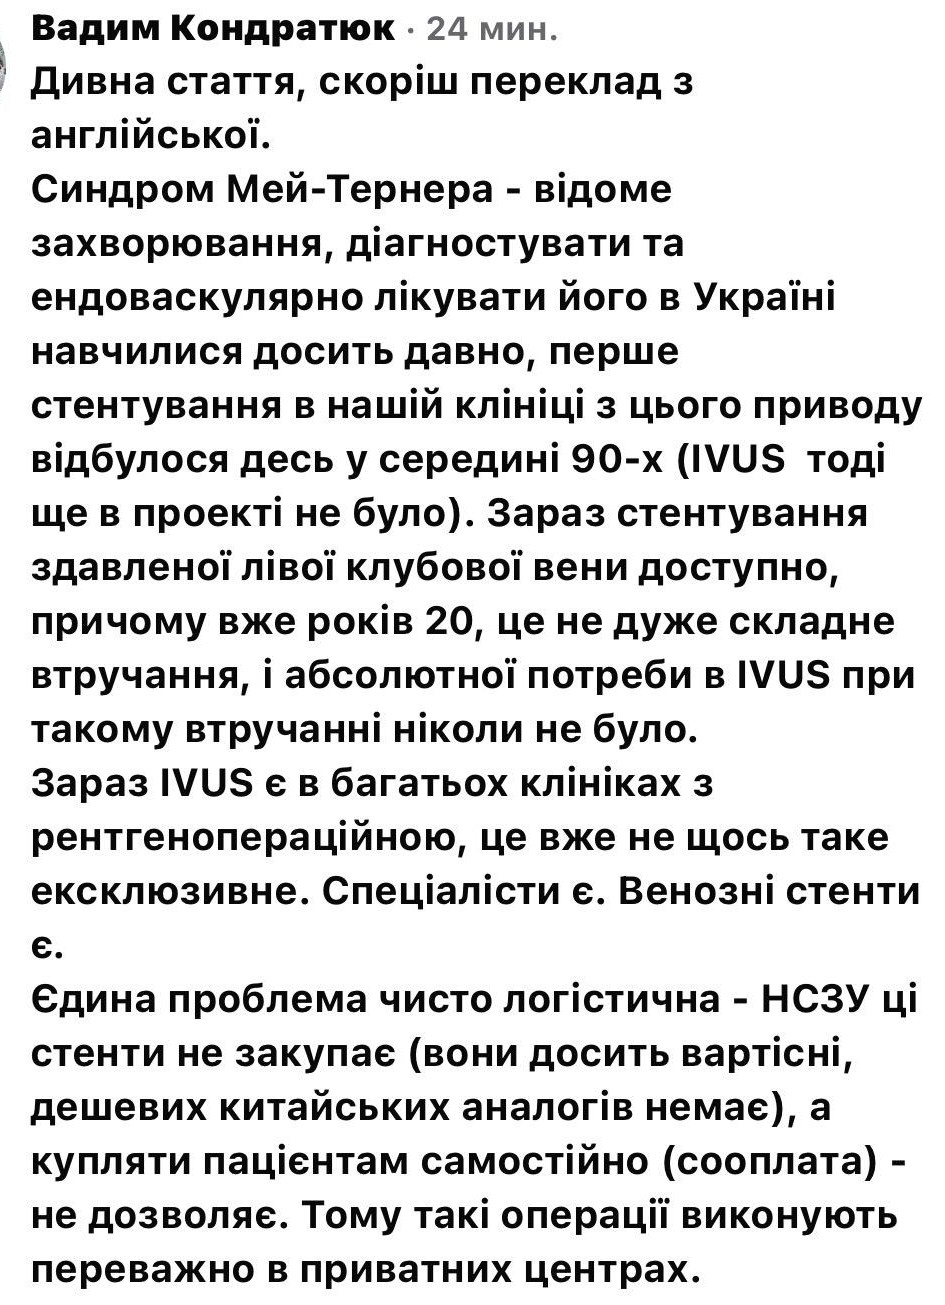 Вадим Кондратюк · 24 мин.
Дивна стаття, скоріш переклад з
англійської.
Синдром Мей-Тернера - відоме
захворювання, діагностувати та
ендоваскулярно лікувати його в Україні
навчилися досить давно, перше
стентування в нашій клініці з цього приводу
відбулося десь у середині 90-х (IVUS  тоді
ще в проекті не було). Зараз стентування
здавленої лівої клубової вени доступно,
причому вже років 20, це не дуже складне
втручання, і абсолютної потреби в IVUS при
такому втручанні ніколи не було.
Зараз IVUS є в багатьох клініках з
рентгеноперац​ійною, це вже не щось таке
ексклюзивне. Спеціалісти є. Венозні стенти
є.
Єдина проблема чисто логістична - НСЗУ ці
стенти не закупає (вони досить вартісні,
дешевих китайських аналогів немає), а
купляти пацієнтам самостійно (сооплата) -
не дозволяє. Тому такі операції виконують
переважно в приватних центрах.